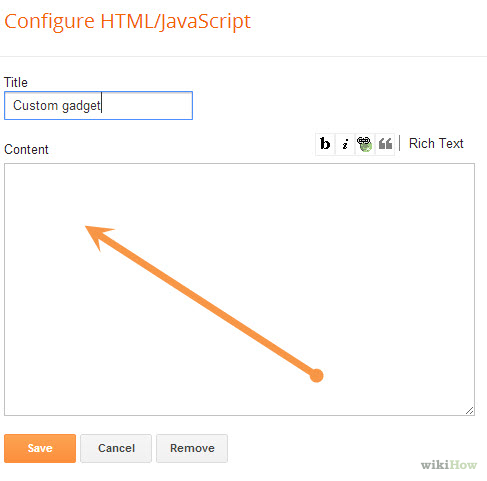 Configure HTML/JavaScript
Title
Custom gadget
Content
b i Rich Text
Save Cancel Remove
wikiHow